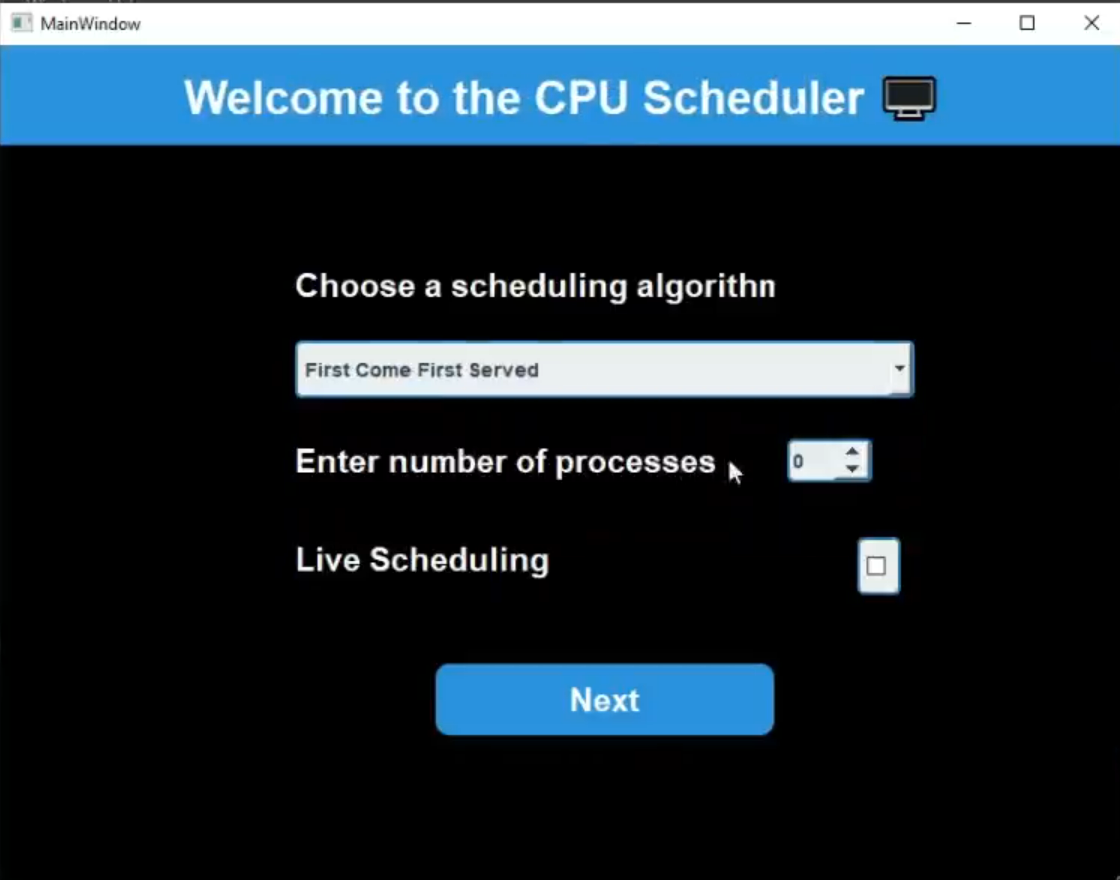 MainWindow
Welcome to the CPU Scheduler
Choose a scheduling algorithn
First Come First Served
Enter number of processes 0
Live Scheduling
Next